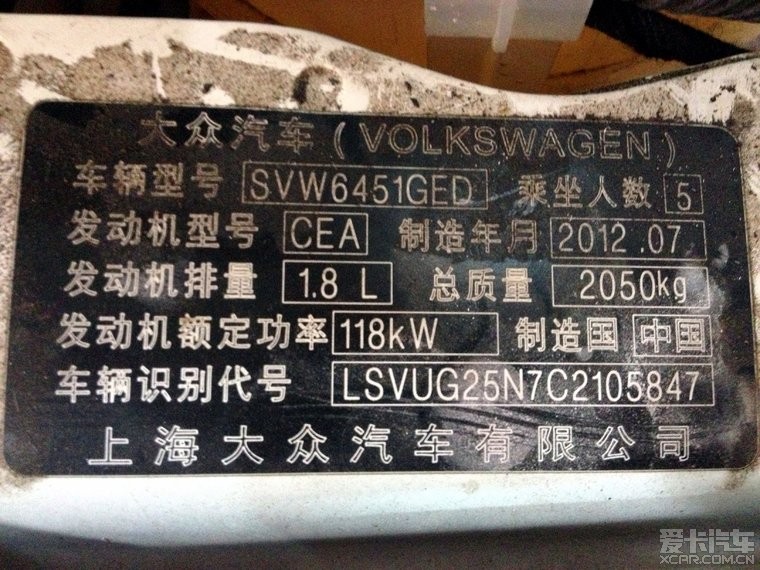 大众汽车(VOLKSWAGEN)
车辆型号 SVW6451GED 乘坐人数 5
发动机型号 CEA 制造年月 2012.07
发动机排量 1.8 L 总质量 2050kg
发动机额定功率 118kW 制造国 中国
车辆识别代号 LSVUG25N7C2105847
上海大众汽车有限公司
爱卡汽车
XCAR.COM.CN